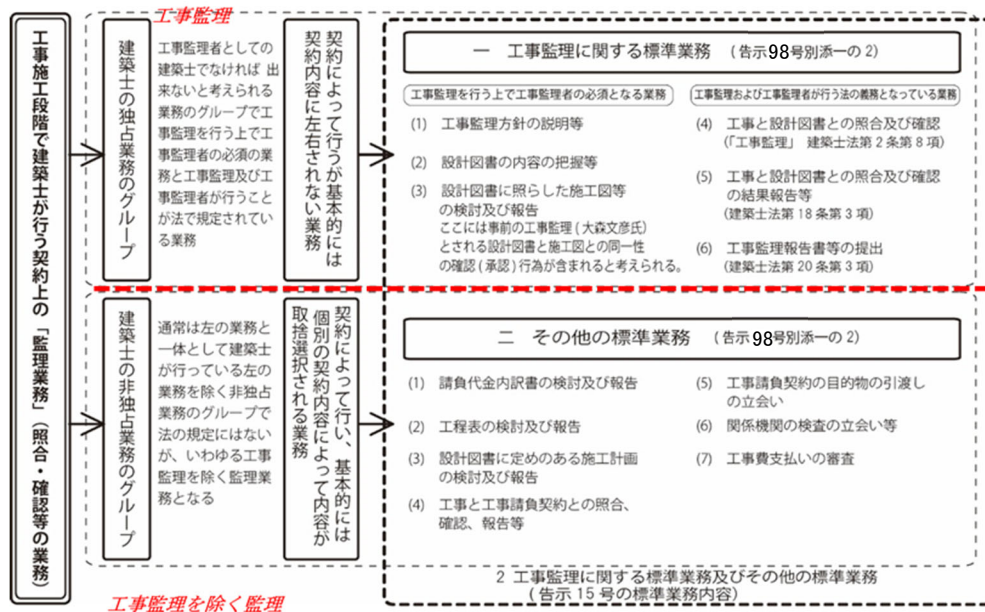 工事施工段階で建築士が行う契約上の「監理業務」(照合・確認等の業務)
工事監理
建築士の独占業務のグループ
工事監理者としての
建築士でなければ 出
来ないと考えられる
業務のグループで工
事監理を行う上で工
事監理者の必須の業
務と工事監理及び工
事監理者が行うこと
が法で規定されてい
る業務
契約によって行うが基本的には
契約内容に左右されない業務
一 工事監理に関する標準業務 (告示98号別添一の2)
工事監理を行う上で工事監理者の必須となる業務
(1) 工事監理方針の説明等
(2) 設計図書の内容の把握等
(3) 設計図書に照らした施工図等
の検討及び報告
ここには事前の工事監理(大森文彦氏)
とされる設計図書と施工図との同一性
の確認(承認)行為が含まれると考えられる。
工事監理および工事監理者が行う法の義務となっている業務
(4) 工事と設計図書との照合及び確認
(「工事監理」 建築士法第2条第8項)
(5) 工事と設計図書との照合及び確認
の結果報告等
(建築士法第18条第3項)
(6) 工事監理報告書等の提出
(建築士法第20条第3項)
建築士の非独占業務のグループ
通常は左の業務と
一体として建築士
が行っている左の
業務を除く非独占
業務のグループで
法の規定にはない
が、いわゆる工事
監理を除く監理業
務となる
契約によって行い、基本的には
個別の契約内容によって内容が
取捨選択される業務
二 その他の標準業務 (告示98号別添一の2)
(1) 請負代金内訳書の検討及び報告
(2) 工程表の検討及び報告
(3) 設計図書に定めのある施工計画
の検討及び報告
(4) 工事と工事請負契約との照合、
確認、報告等
(5) 工事請負契約の目的物の引渡し
の立会い
(6) 関係機関の検査の立会い等
(7) 工事費支払いの審査
2 工事監理に関する標準業務及びその他の標準業務
(告示15号の標準業務内容)
工事監理を除く監理